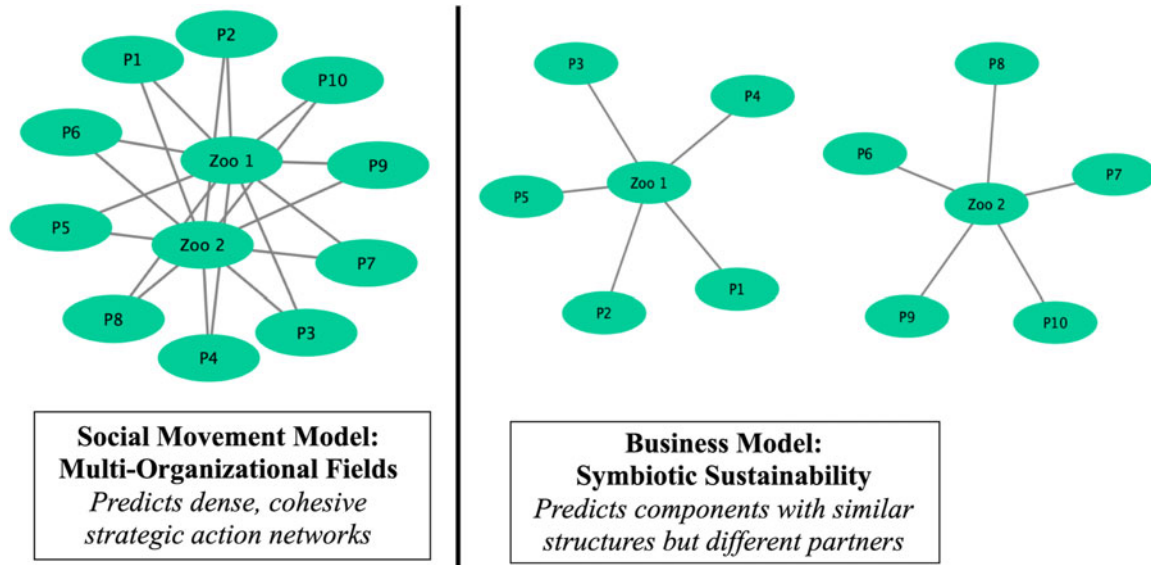 P2
P1
P10
P6
Zoo 1
P9
P5
Zoo 2
P7
P8
P3
P4
Social Movement Model:
Multi-Organizational Fields
Predicts dense, cohesive
strategic action networks
P3
P4
Zoo 1
P5
P1
P2
P8
P6
P7
Zoo 2
P9
P10
Business Model:
Symbiotic Sustainability
Predicts components with similar
structures but different partners